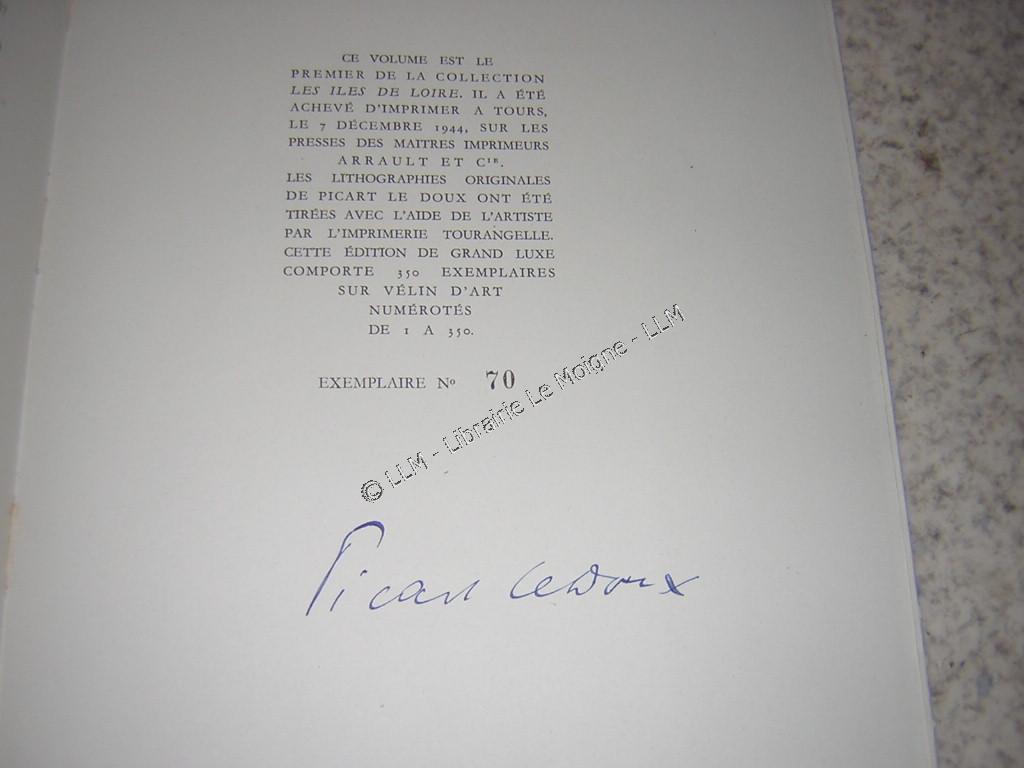 CE VOLUME EST LE
PREMIER DE LA COLLECTION
LES ILES DE LOIRE. IL A ÉTÉ
ACHEVÉ D'IMPRIMER A TOURS,
LE 7 DÉCEMBRE 1944, SUR LES
PRESSES DES MAITRES IMPRIMEURS
ARRAULT ET Cᴵᴱ.
LES LITHOGRAPHIES ORIGINALES
DE PICART LE DOUX ONT ÉTÉ
TIRÉES AVEC L'AIDE DE L'ARTISTE
PAR L'IMPRIMERIE TOURANGELLE.
CETTE ÉDITION DE GRAND LUXE
COMPORTE 350 EXEMPLAIRES
SUR VÉLIN D'ART
NUMÉROTÉS
DE 1 A 350.
EXEMPLAIRE Nº 70
© LLM - Librairie Le Moigne - LLM
Picart LeDoux